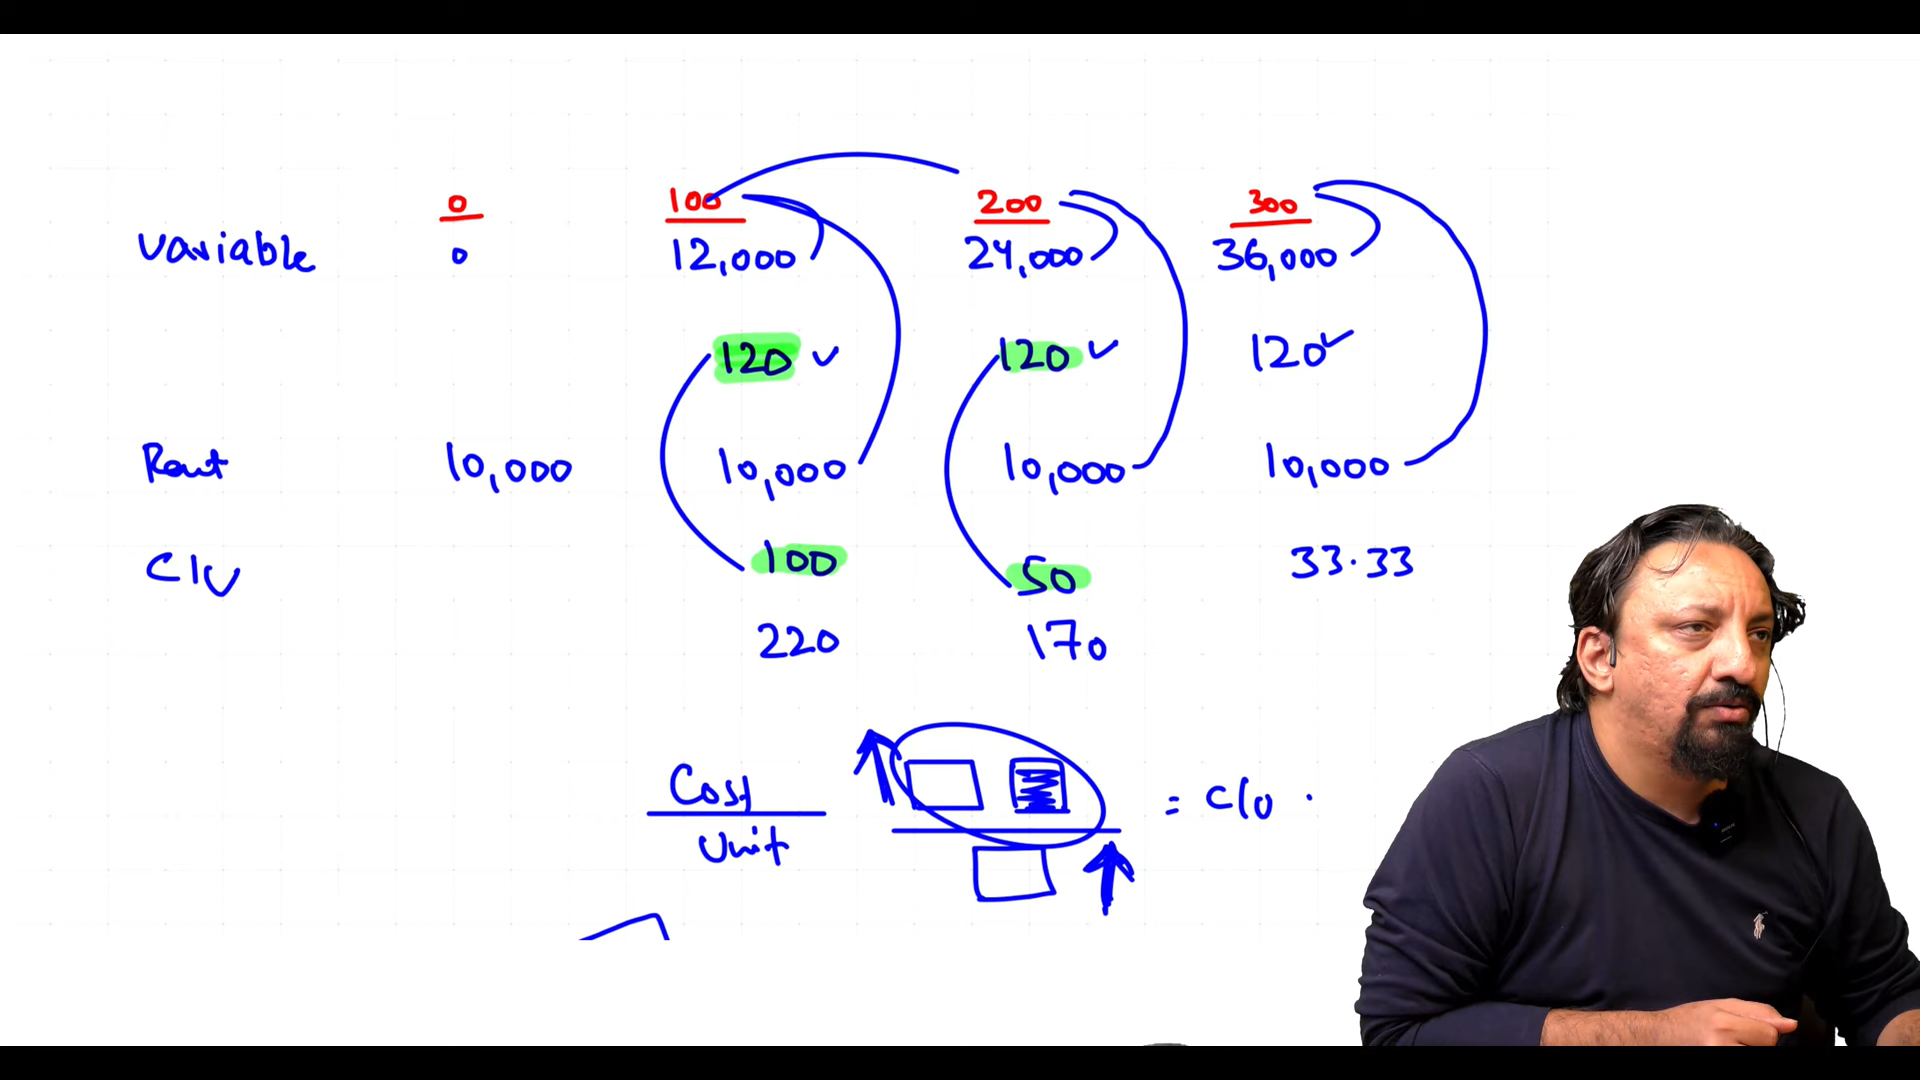 0 100 200 300
variable 0 12,000 24,000 36,000
120 120 120
Rent 10,000 10,000 10,000 10,000
C/U 100 50 33.33
220 170
Cost = C/U
Unit